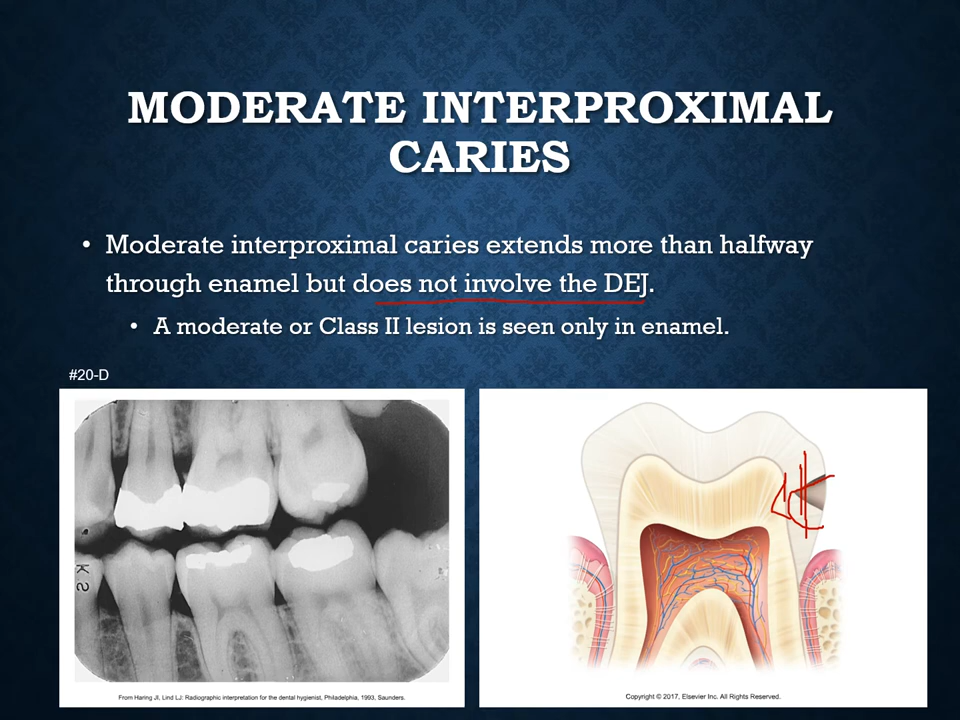 MODERATE INTERPROXIMAL
CARIES
• Moderate interproximal caries extends more than halfway
through enamel but does not involve the DEJ.
• A moderate or Class II lesion is seen only in enamel.
#20-D
K S
From Haring JI, Lind LJ: Radiographic interpretation for the dental hygienist, Philadelphia, 1993, Saunders.
Copyright © 2017, Elsevier Inc. All Rights Reserved.